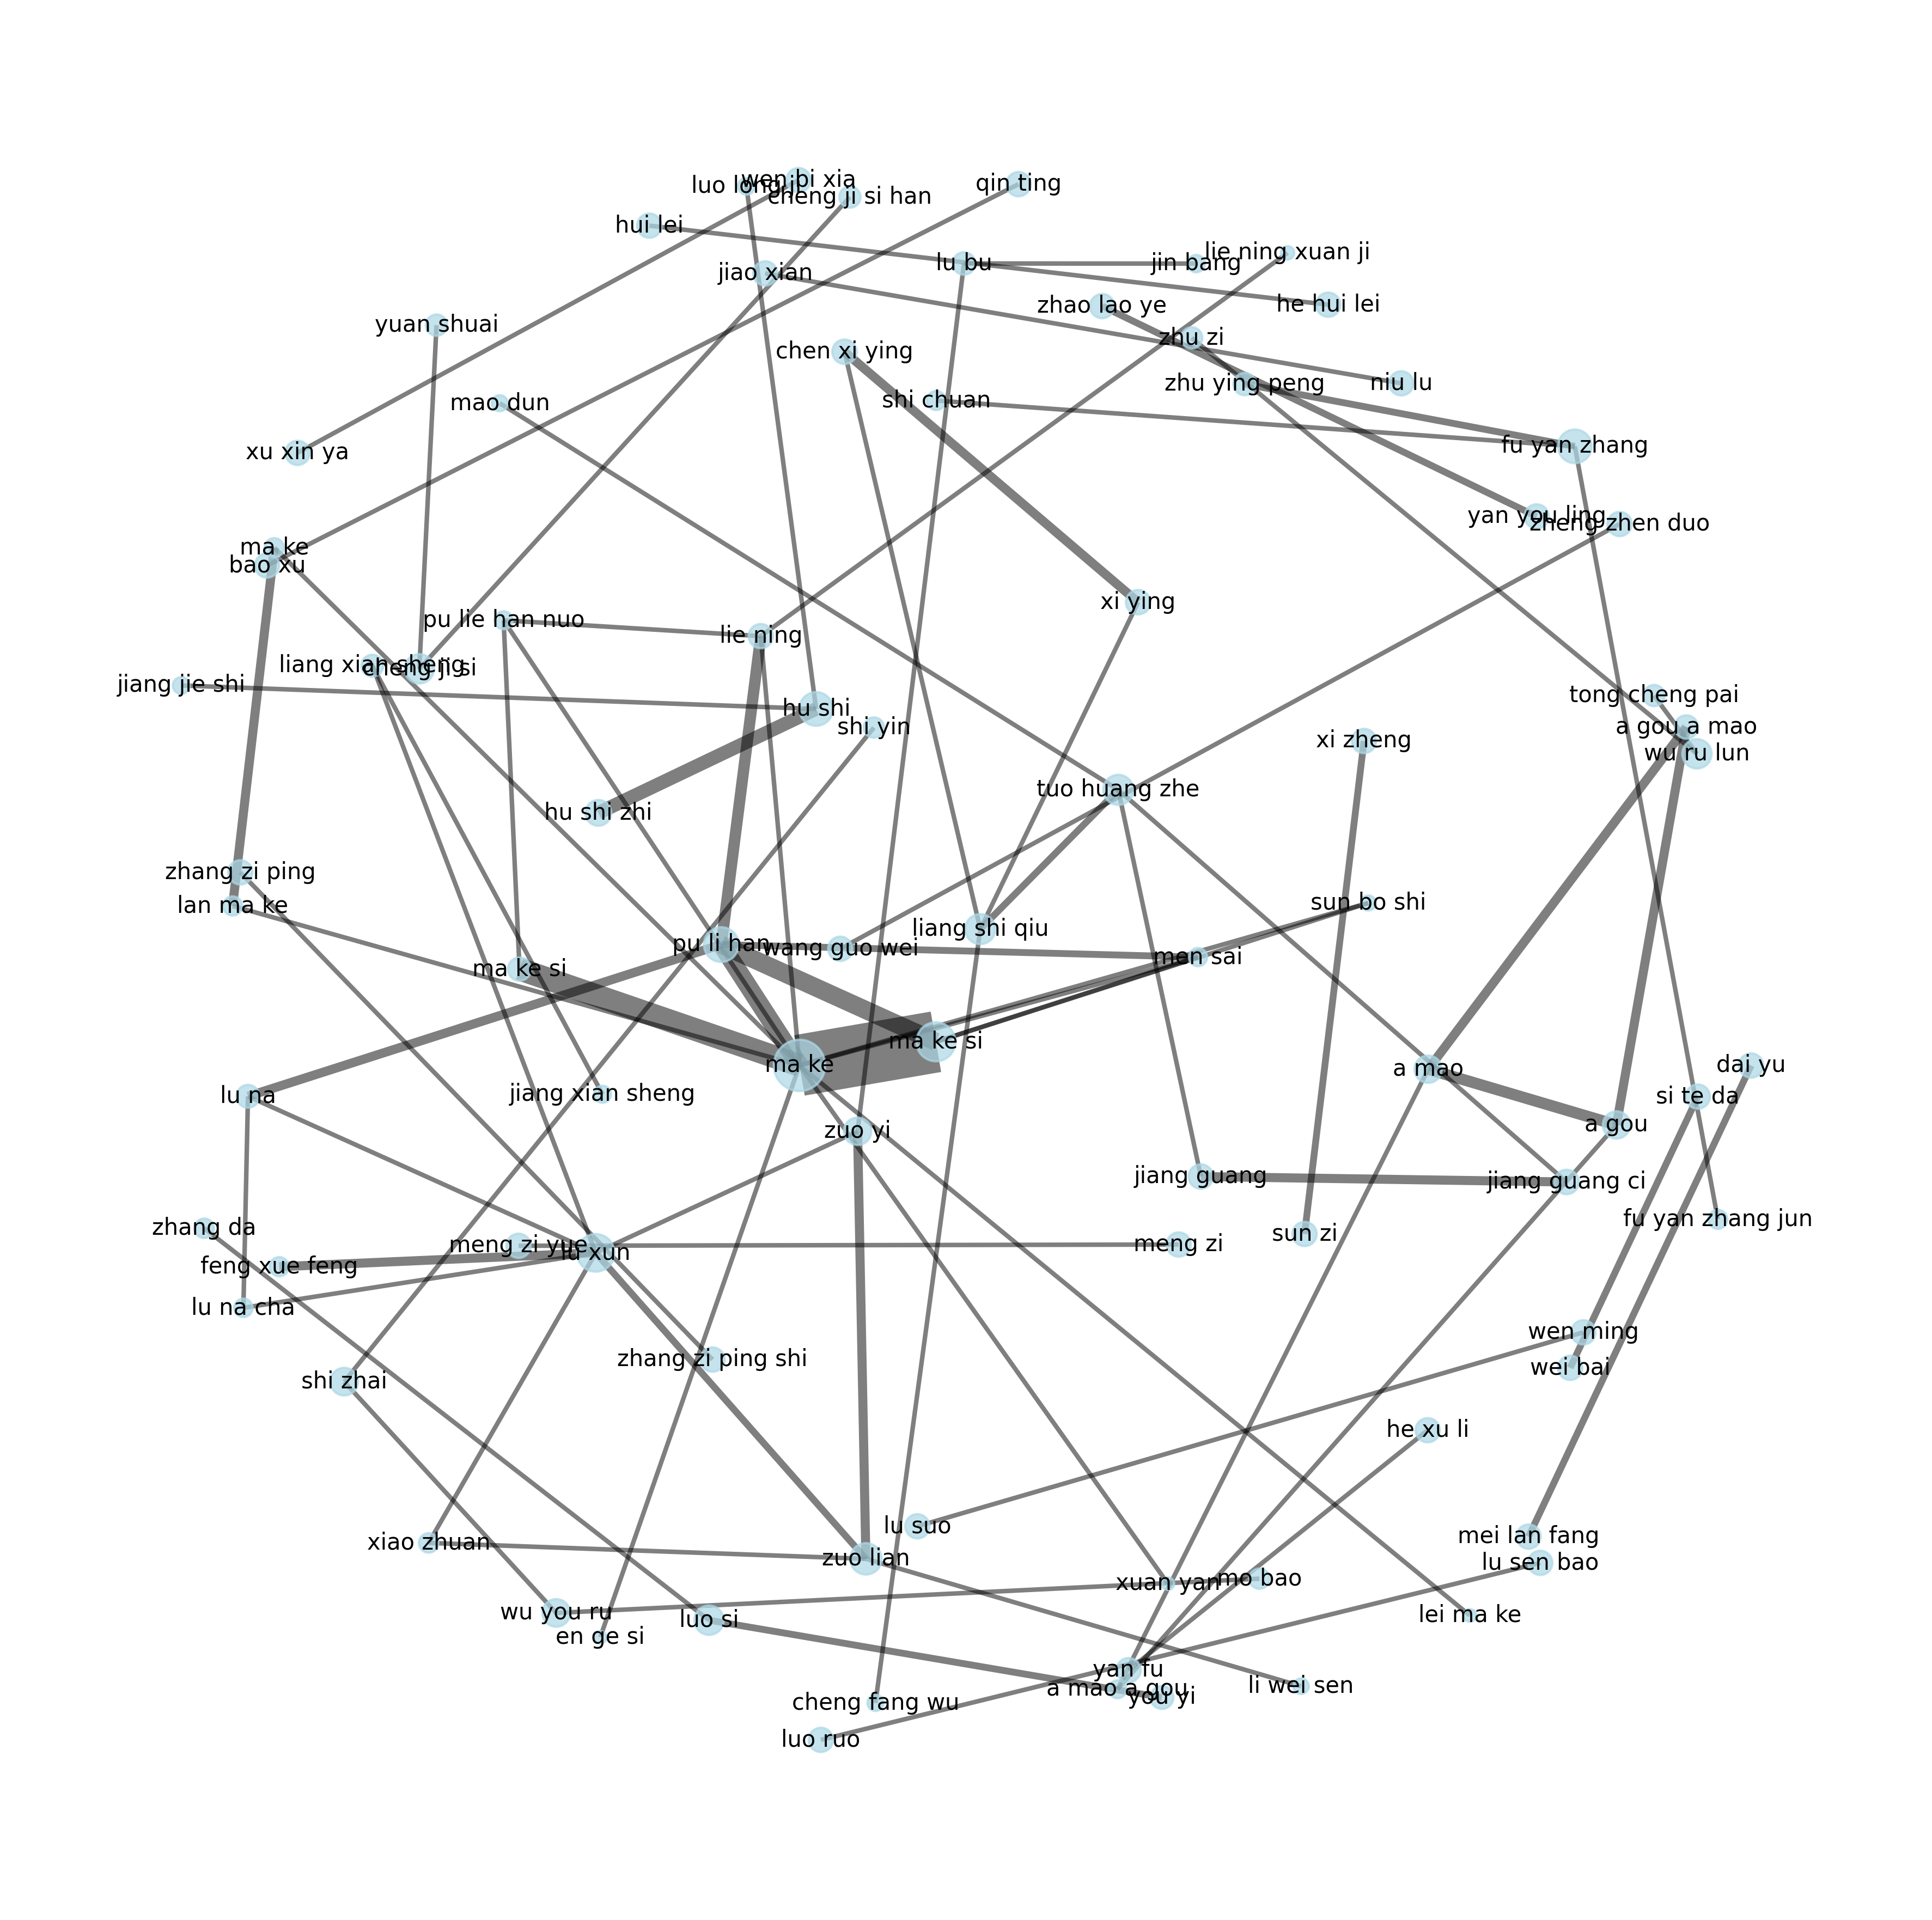 wen bi xia
luo long ji
qin ting
cheng ji si han
hui lei
lie ning xuan ji
lu bu
jin bang
jiao xian
zhao lao ye
he hui lei
yuan shuai
zhu zi
chen xi ying
zhu ying peng
niu lu
mao dun
shi chuan
fu yan zhang
xu xin ya
yan you ling
zheng zhen duo
ma ke
bao xu
xi ying
pu lie han nuo
lie ning
liang xian sheng
cheng ji si
jiang jie shi
tong cheng pai
hu shi
shi yin
a gou a mao
xi zheng
wu ru lun
tuo huang zhe
hu shi zhi
zhang zi ping
lan ma ke
sun bo shi
liang shi qiu
pu li han
wang guo wei
men sai
ma ke si
ma ke si
ma ke
a mao
dai yu
lu na
jiang xian sheng
si te da
a gou
zuo yi
jiang guang
jiang guang ci
fu yan zhang jun
zhang da
sun zi
meng zi yue
meng zi
lu xun
feng xue feng
lu na cha
wen ming
zhang zi ping shi
wei bai
shi zhai
he xu li
lu suo
mei lan fang
xiao zhuan
zuo lian
lu sen bao
xuan yan
mo bao
wu you ru
luo si
lei ma ke
en ge si
yan fu
li wei sen
a mao a gou
you yi
cheng fang wu
luo ruo